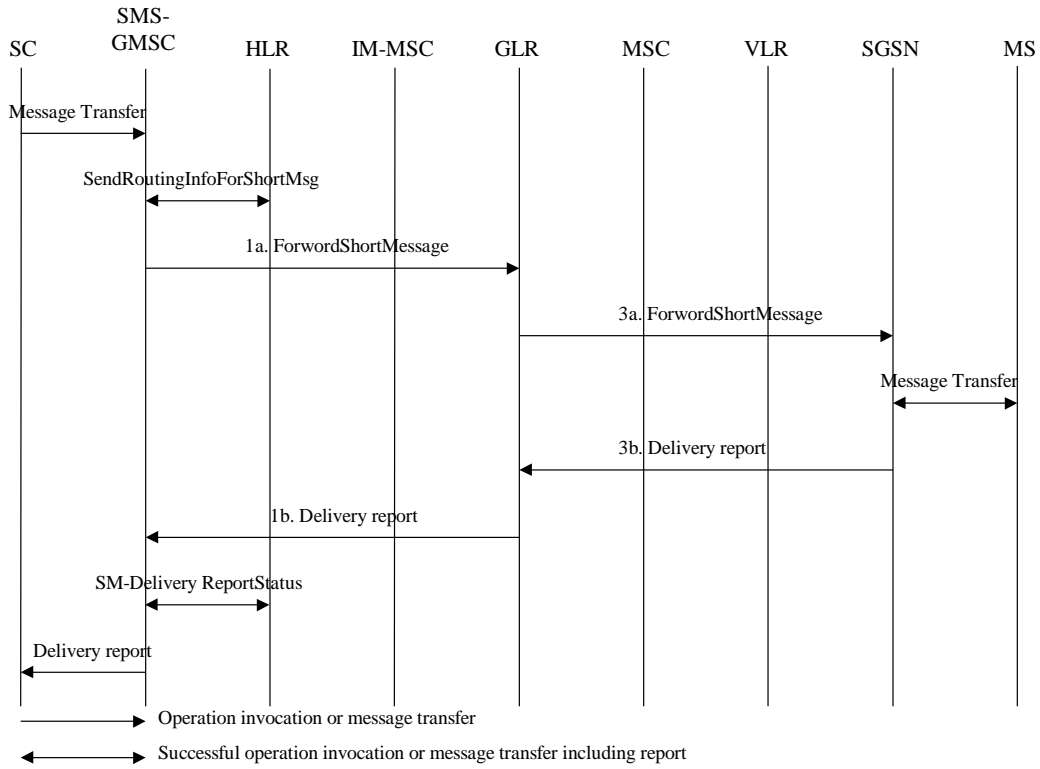 SMS-
GMSC
SC
HLR
IM-MSC
GLR
MSC
VLR
SGSN
MS
Message Transfer
SendRoutingInfoForShortMsg
1a. ForwordShortMessage
3a. ForwordShortMessage
Message Transfer
3b. Delivery report
1b. Delivery report
SM-Delivery ReportStatus
Delivery report
Operation invocation or message transfer
Successful operation invocation or message transfer including report